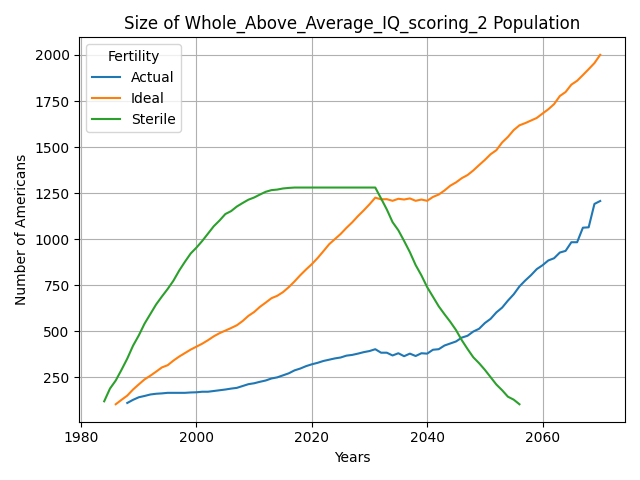 Size of Whole_Above_Average_IQ_scoring_2 Population
Fertility
Actual
Ideal
Sterile
Number of Americans
2000
1750
1500
1250
1000
750
500
250
1980
2000
2020
2040
2060
Years